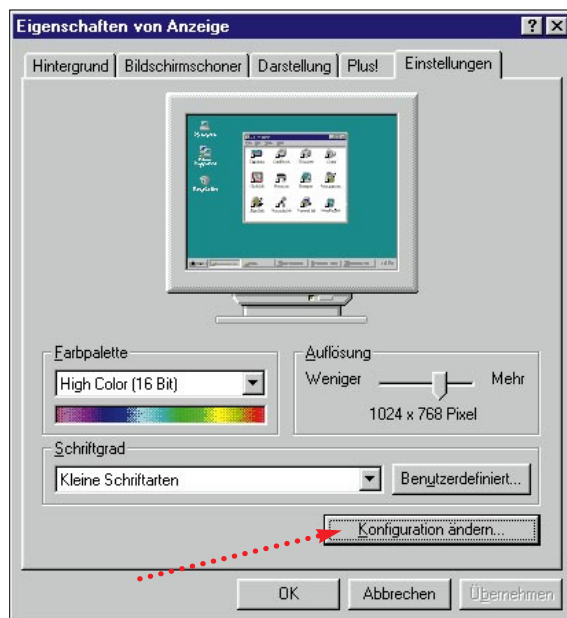 Eigenschaften von Anzeige
Hintergrund Bildschirmschoner Darstellung Plus! Einstellungen
Farbpalette
High Color (16 Bit)
Auflösung
Weniger Mehr
1024 x 768 Pixel
Schriftgrad
Kleine Schriftarten
Benutzerdefiniert...
Konfiguration ändern...
OK Abbrechen Übernehmen